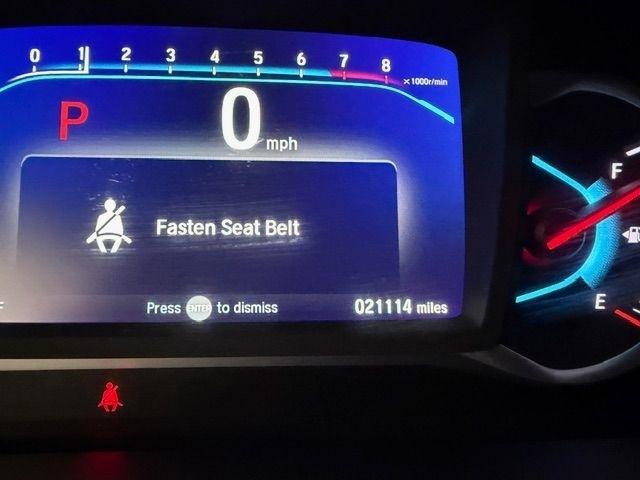 0 1 2 3 4 5 6 7 8
×1000r/min
P 0 mph
F
Fasten Seat Belt
E
F Press ENTER to dismiss 021114 miles